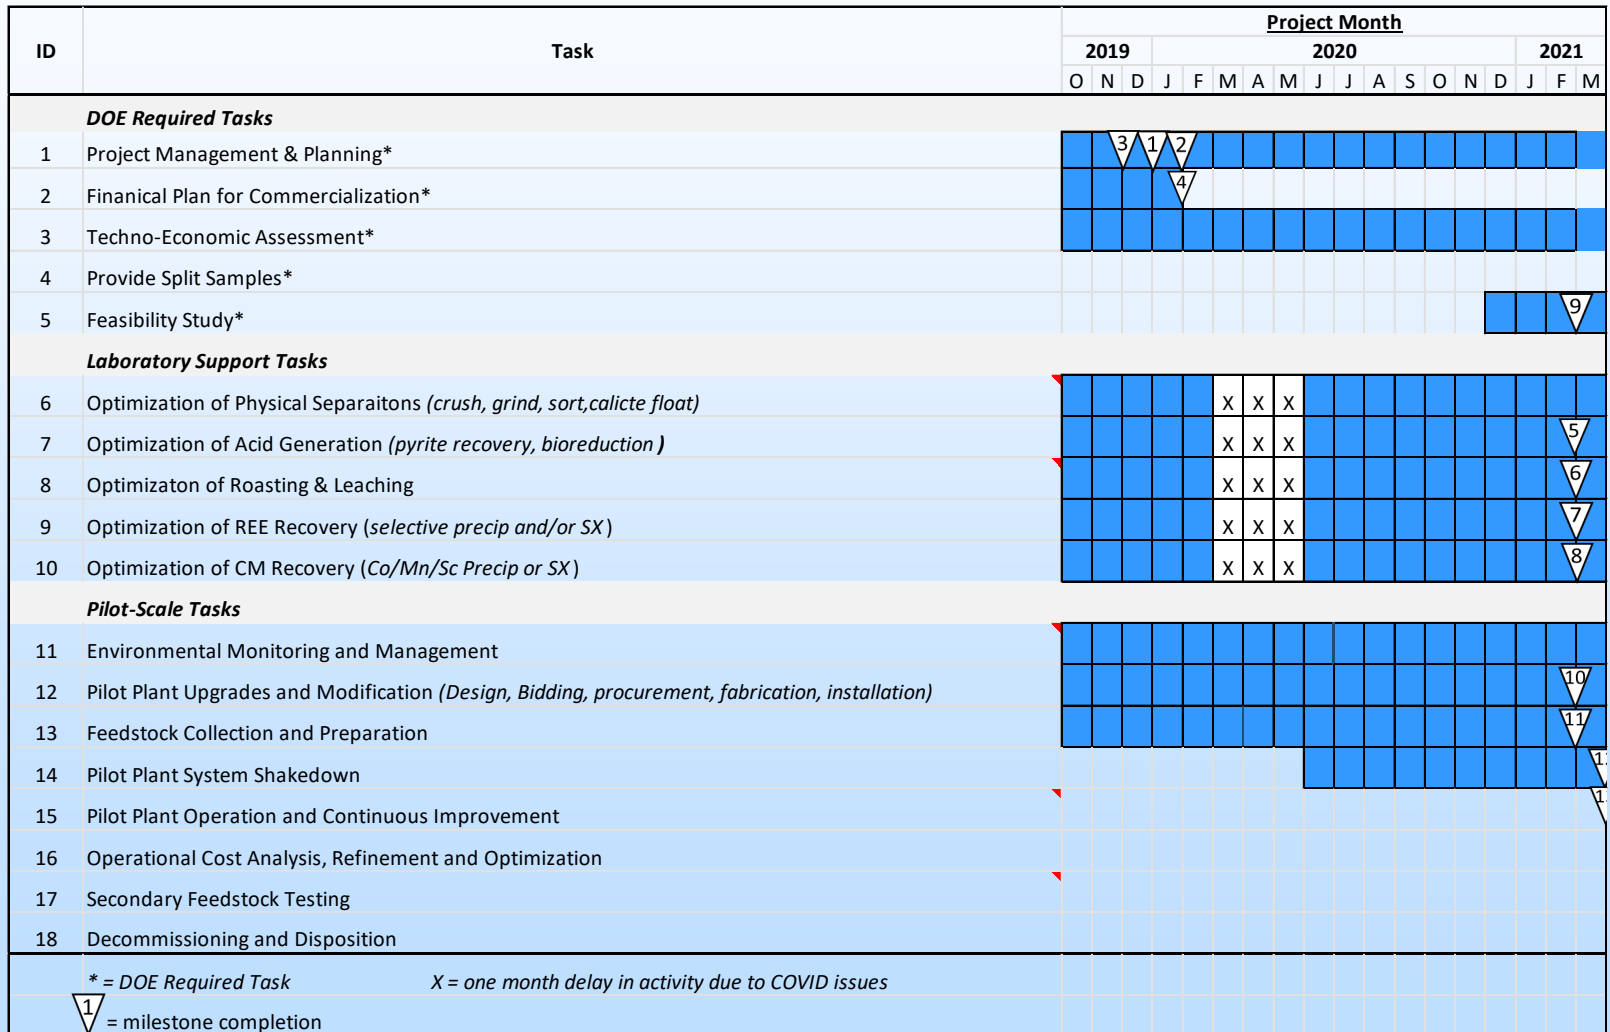 Project Month
ID Task 2019 2020 2021
O N D J F M A M J J A S O N D J F M
DOE Required Tasks
1 Project Management & Planning* 3 1 2
2 Finanical Plan for Commercialization* 4
3 Techno-Economic Assessment*
4 Provide Split Samples*
5 Feasibility Study* 9
Laboratory Support Tasks
6 Optimization of Physical Separaitons (crush, grind, sort,calicte float) X X X
7 Optimization of Acid Generation (pyrite recovery, bioreduction ) X X X 5
8 Optimizaton of Roasting & Leaching X X X 6
9 Optimization of REE Recovery (selective precip and/or SX ) X X X 7
10 Optimization of CM Recovery (Co/Mn/Sc Precip or SX ) X X X 8
Pilot-Scale Tasks
11 Environmental Monitoring and Management
12 Pilot Plant Upgrades and Modification (Design, Bidding, procurement, fabrication, installation) 10
13 Feedstock Collection and Preparation 11
14 Pilot Plant System Shakedown
15 Pilot Plant Operation and Continuous Improvement
16 Operational Cost Analysis, Refinement and Optimization
17 Secondary Feedstock Testing
18 Decommissioning and Disposition
* = DOE Required Task X = one month delay in activity due to COVID issues
1 = milestone completion